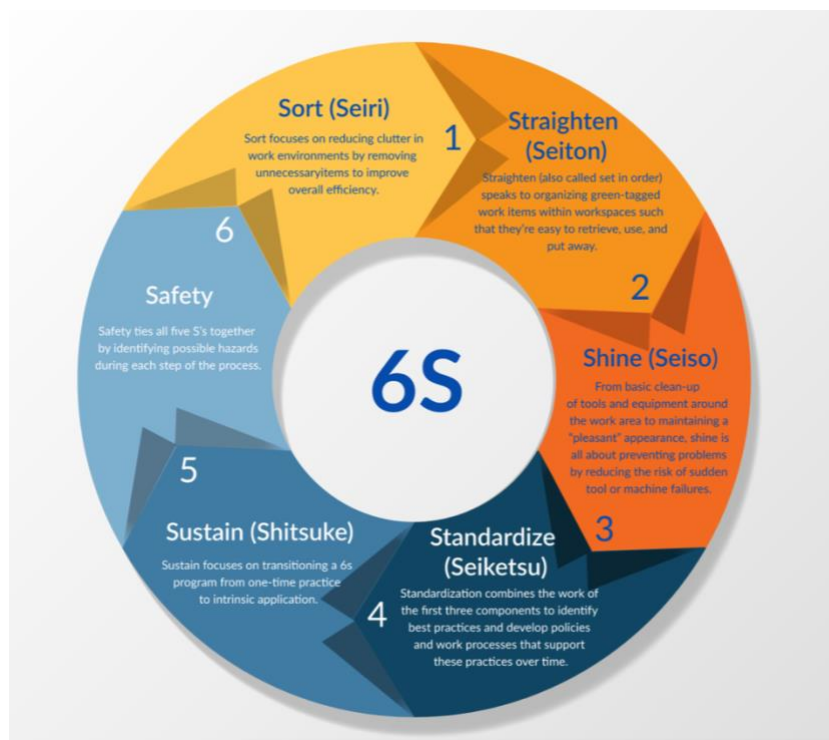 Sort (Seiri)
Sort focuses on reducing clutter in
work environments by removing
unnecessaryitems to improve
overall efficiency.
1
Straighten
(Seiton)
Straighten (also called set in order)
speaks to organizing green-tagged
work items within workspaces such
that they're easy to retrieve, use, and
put away.
2
Shine (Seiso)
From basic clean-up
of tools and equipment around
the work area to maintaining a
"pleasant" appearance, shine is
all about preventing problems
by reducing the risk of sudden
tool or machine failures.
3
Standardize
(Seiketsu)
Standardization combines the work of
the first three components to identify
best practices and develop policies
and work processes that support
these practices over time.
4
Sustain (Shitsuke)
Sustain focuses on transitioning a 6s
program from one-time practice
to intrinsic application.
5
Safety
Safety ties all five S's together
by identifying possible hazards
during each step of the process.
6
6S